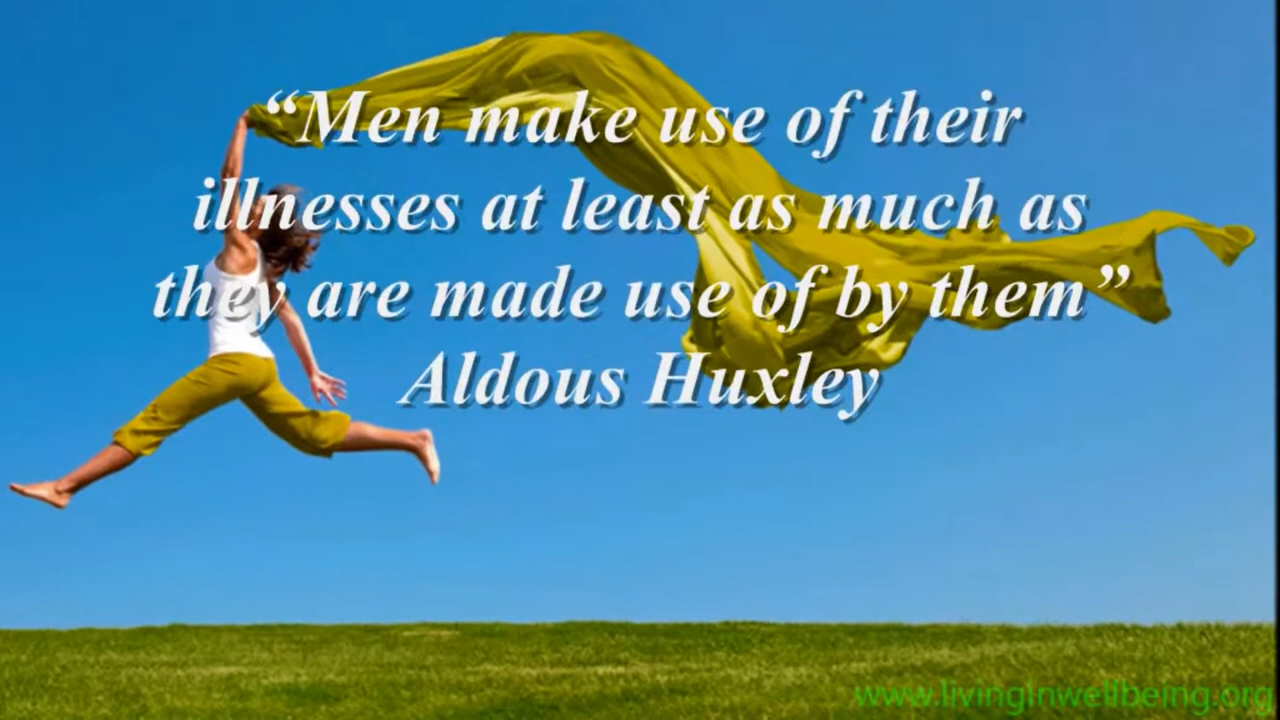 “Men make use of their
illnesses at least as much as
they are made use of by them”
Aldous Huxley
www.livinginwellbeing.org